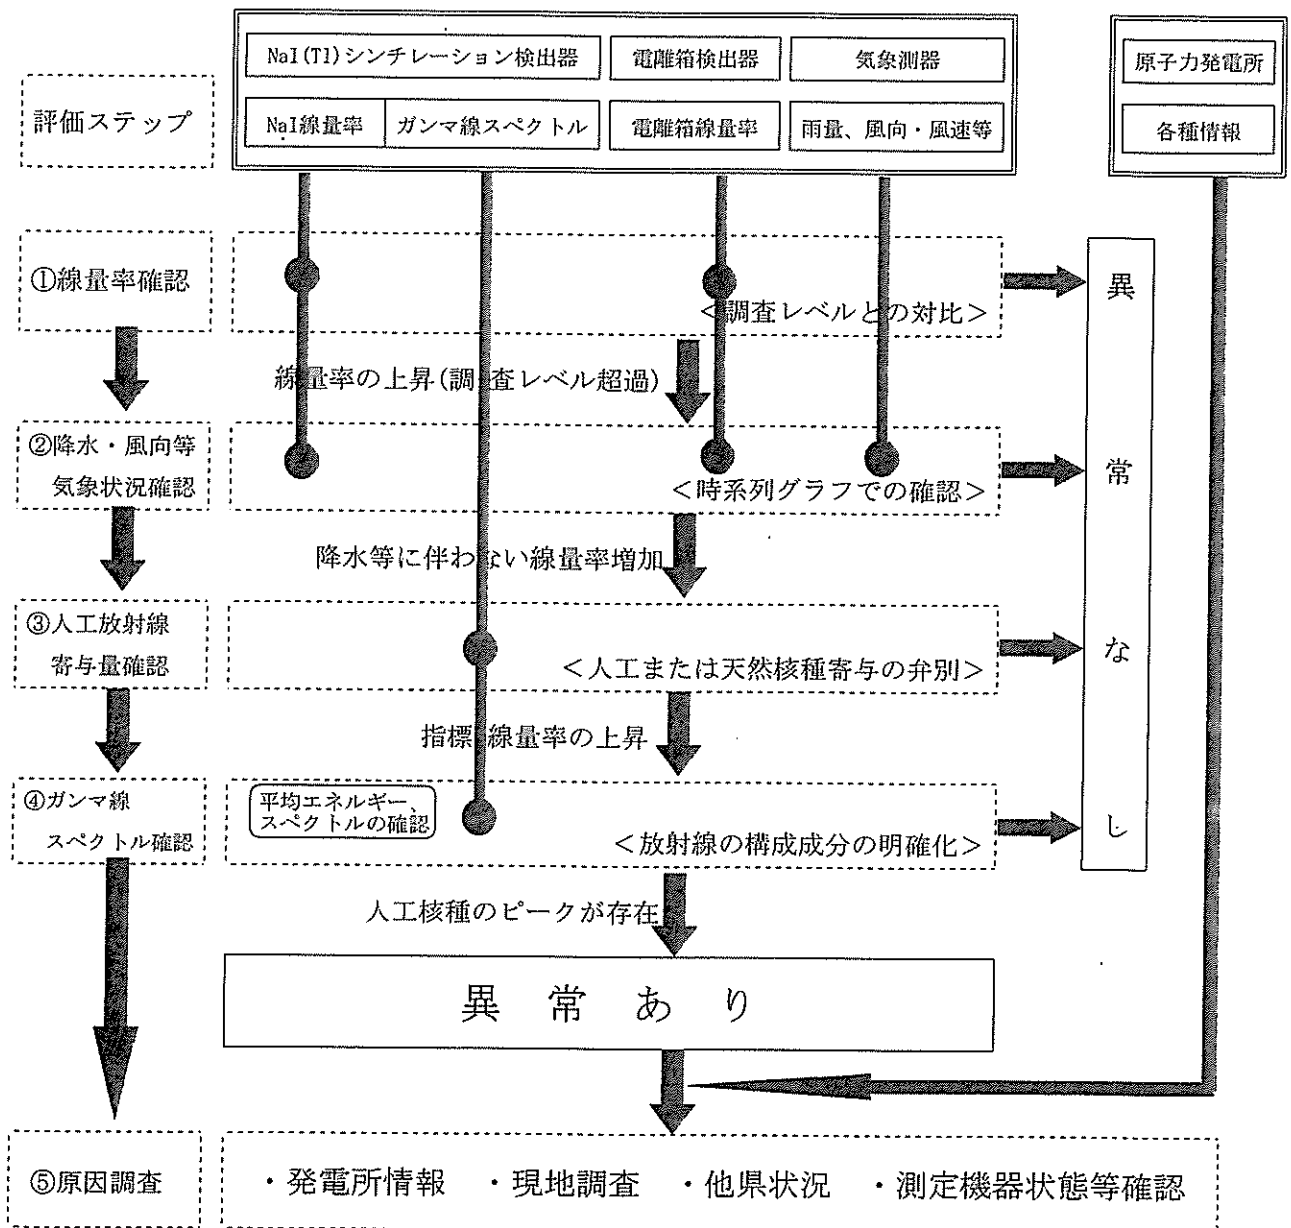 NaI(Tl)シンチレーション検出器
電離箱検出器
気象測器
原子力発電所
評価ステップ
NaI線量率
ガンマ線スペクトル
電離箱線量率
雨量、風向・風速等
各種情報
①線量率確認
<調査レベルとの対比>
線量率の上昇(調査レベル超過)
②降水・風向等
気象状況確認
<時系列グラフでの確認>
降水等に伴わない線量率増加
③人工放射線
寄与量確認
<人工または天然核種寄与の弁別>
指標線量率の上昇
④ガンマ線
スペクトル確認
平均エネルギー、
スペクトルの確認
<放射線の構成成分の明確化>
異常なし
人工核種のピークが存在
異常あり
⑤原因調査
・発電所情報 ・現地調査 ・他県状況 ・測定機器状態等確認